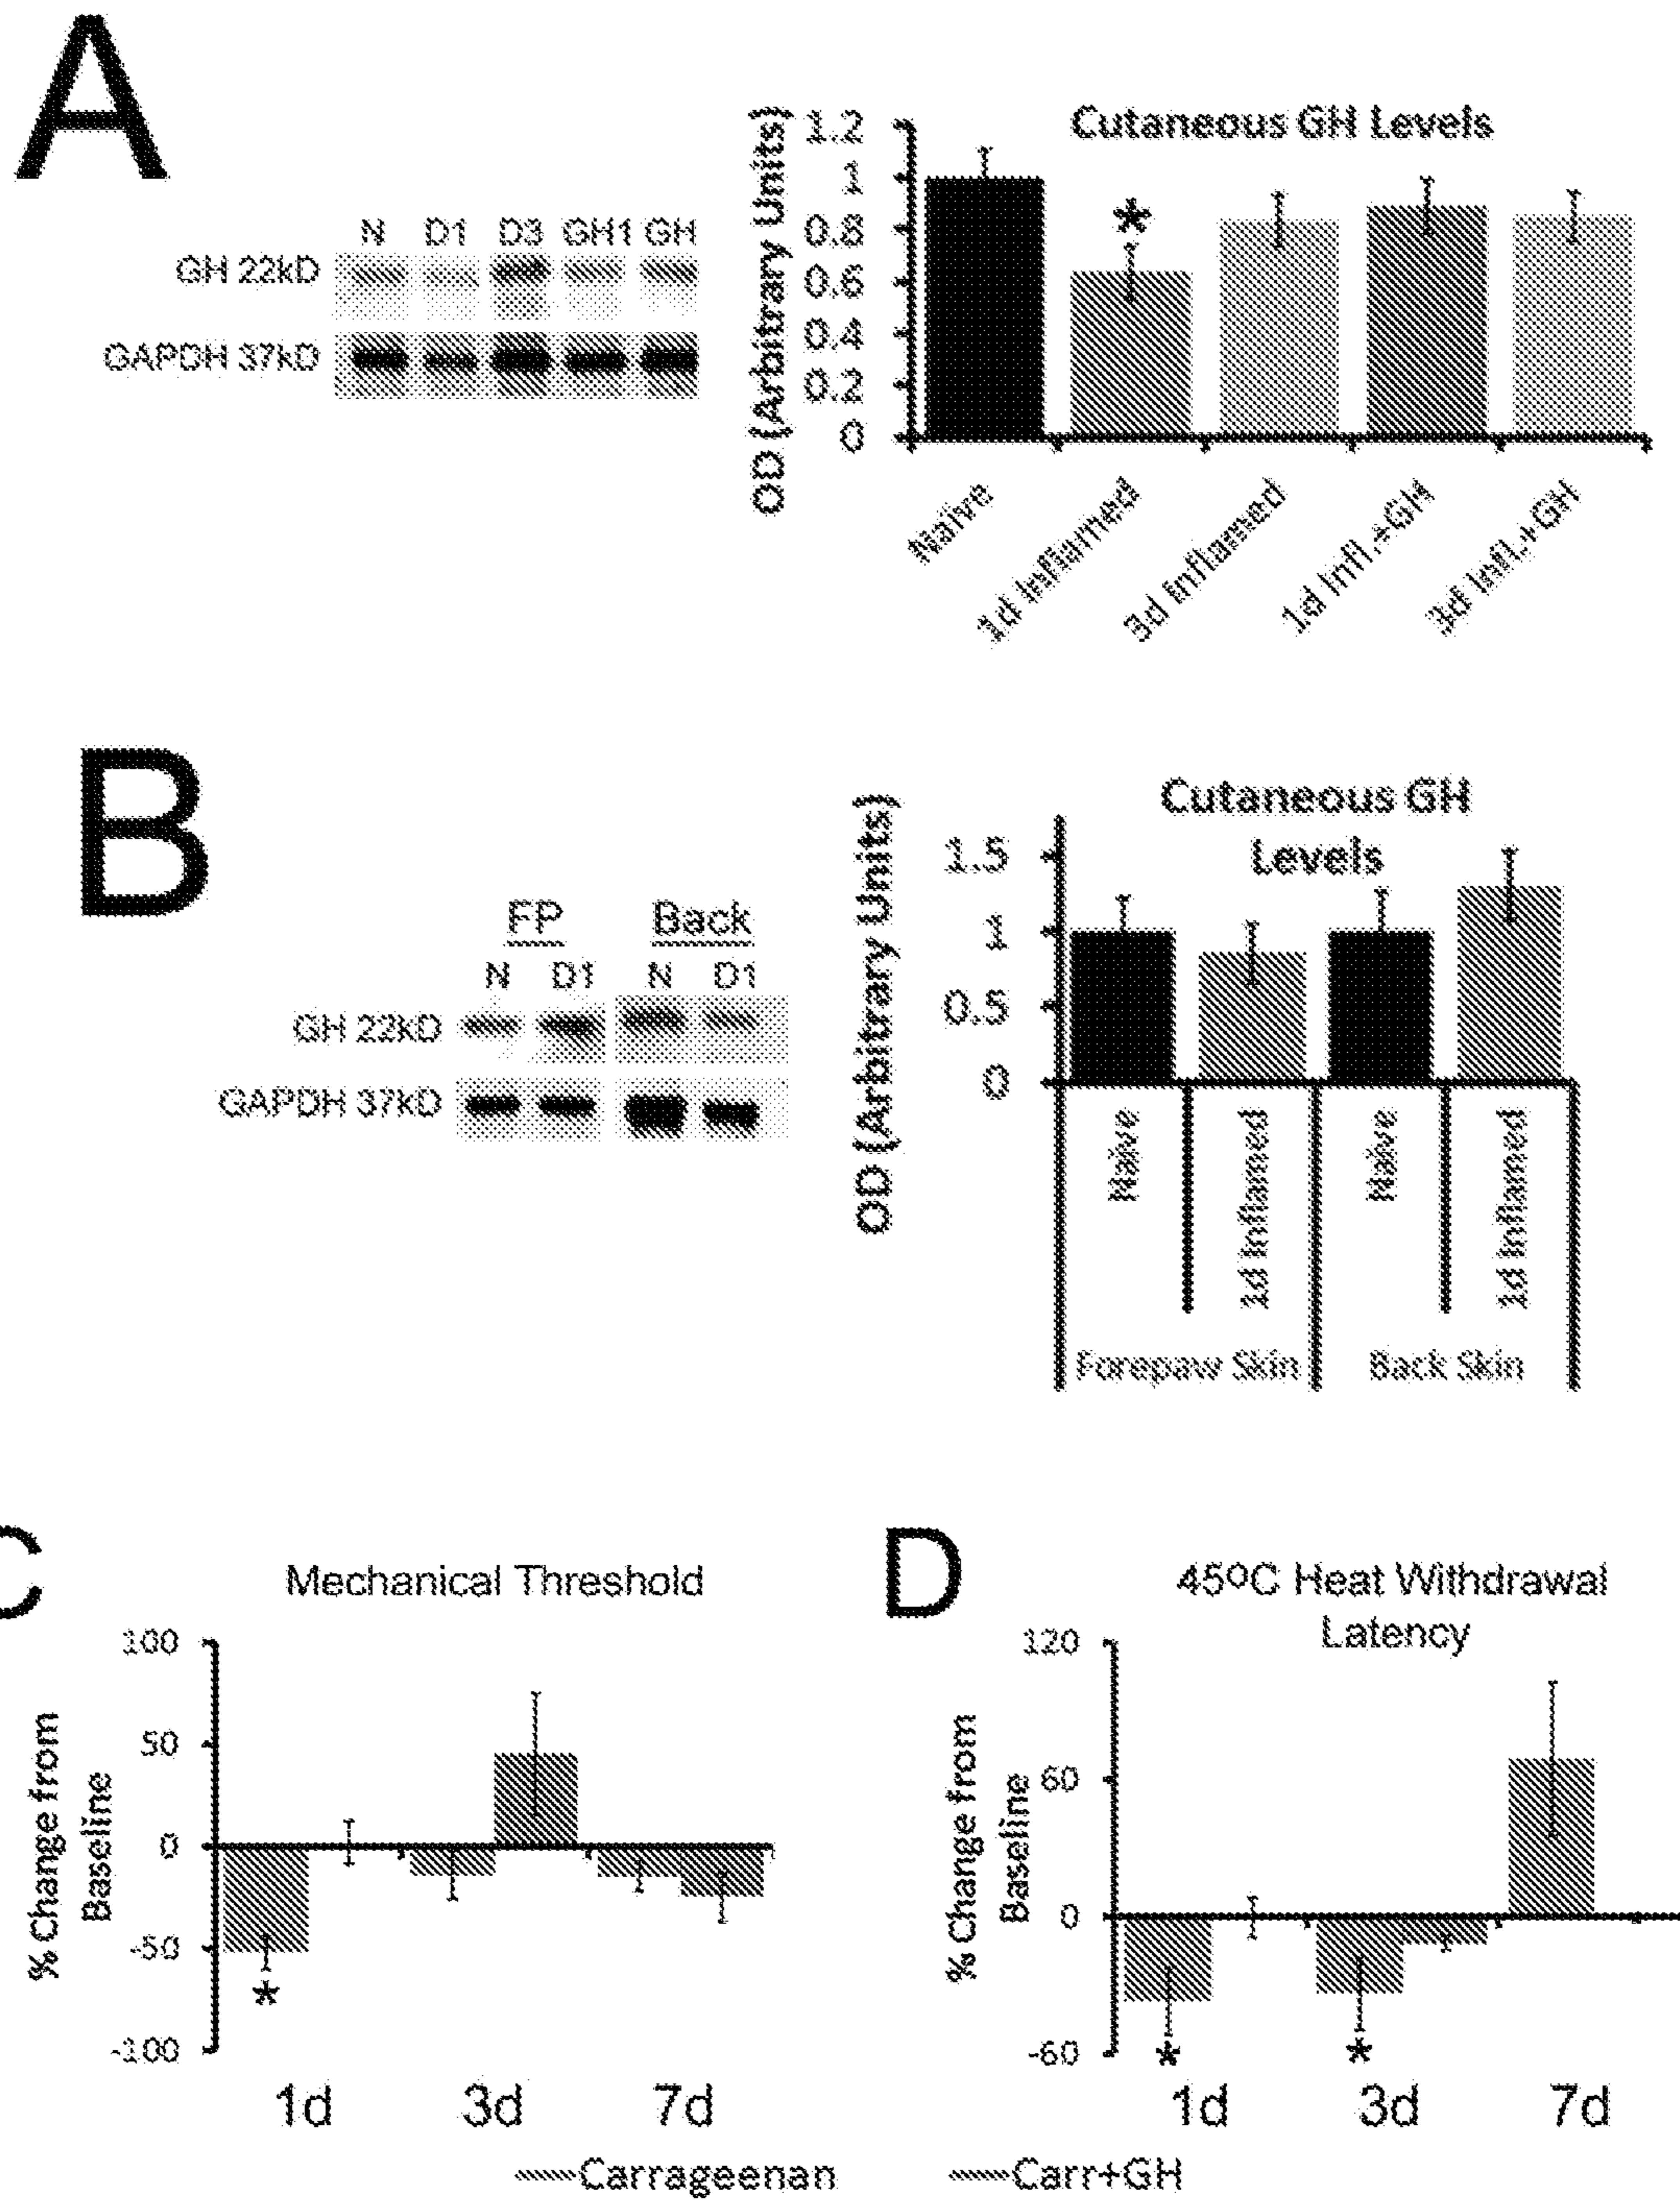 A
Cutaneous GH Levels
OD (Arbitrary Units)
1.2
1
0.8
0.6
0.4
0.2
0
*
Naïve
1d Inflamed
3d Inflamed
1d Infl.+GH
3d Infl.+GH
N D1 D3 GH1 GH
GH 22kD
GAPDH 37kD
B
FP Back
N D1 N D1
GH 22kD
GAPDH 37kD
Cutaneous GH
Levels
OD (Arbitrary Units)
1.5
1
0.5
0
Naïve
1d Inflamed
Naïve
1d Inflamed
Forepaw Skin
Back Skin
C
Mechanical Threshold
% Change from
Baseline
100
50
0
-50
-100
*
1d 3d 7d
D
45ºC Heat Withdrawal
Latency
% Change from
Baseline
120
60
0
-60
* *
1d 3d 7d
Carrageenan Carr+GH